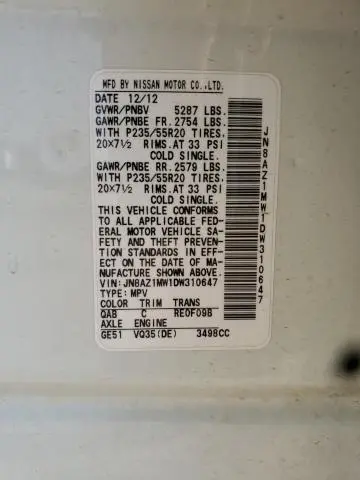 MFD BY NISSAN MOTOR CO.,LTD.
DATE 12/12
GVWR/PNBV 5287 LBS.
GAWR/PNBE FR. 2754 LBS.
WITH P235/55R20 TIRES,
20×7½ RIMS.AT 33 PSI
COLD SINGLE.
GAWR/PNBE RR. 2579 LBS.
WITH P235/55R20 TIRES,
20×7½ RIMS.AT 33 PSI
COLD SINGLE.
THIS VEHICLE CONFORMS
TO ALL APPLICABLE FED-
ERAL MOTOR VEHICLE SA-
FETY AND THEFT PREVEN-
TION STANDARDS IN EFF-
ECT ON THE DATE OF MA-
NUFACTURE SHOWN ABOVE.
VIN:JN8AZ1MW1DW310647
TYPE: MPV
COLOR TRIM TRANS
QAB C RE0F09B
AXLE ENGINE
GE51 VQ35(DE) 3498CC
JN8AZ1MW1DW310647